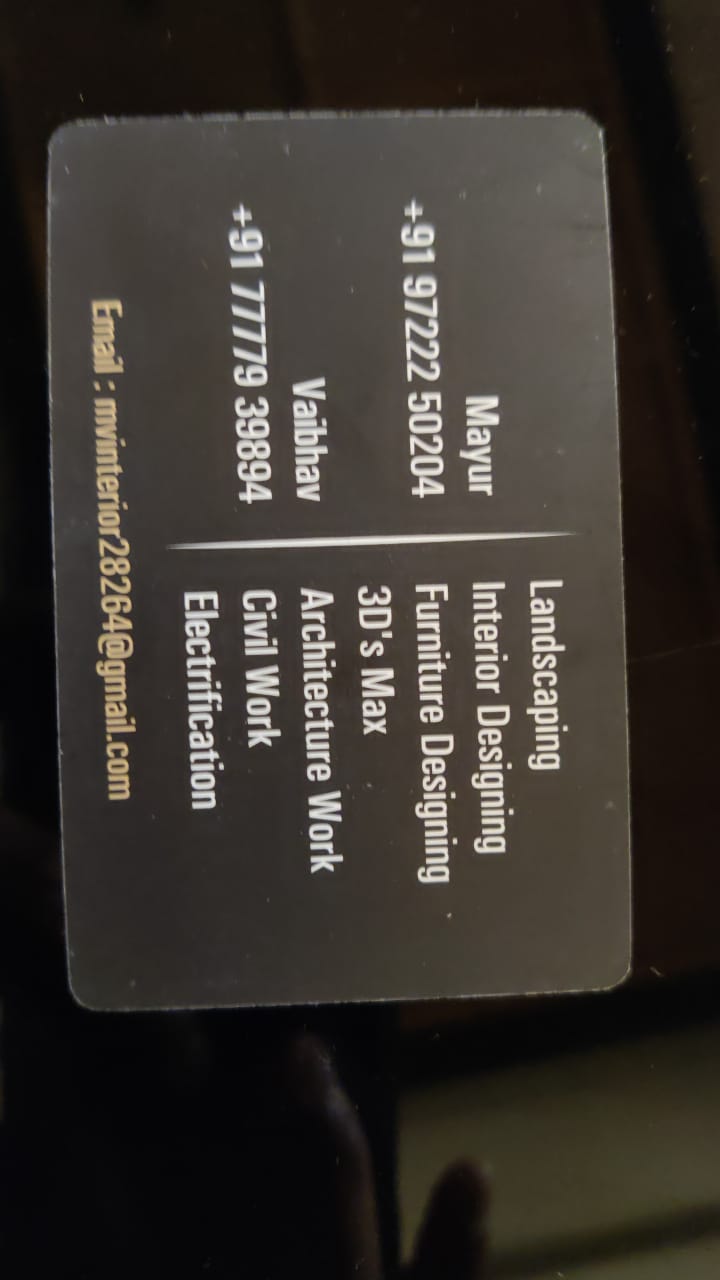 Mayur
+91 97222 50204
Vaibhav
+91 77779 39894
Landscaping
Interior Designing
Furniture Designing
3D's Max
Architecture Work
Civil Work
Electrification
Email : mvinterior28264@gmail.com